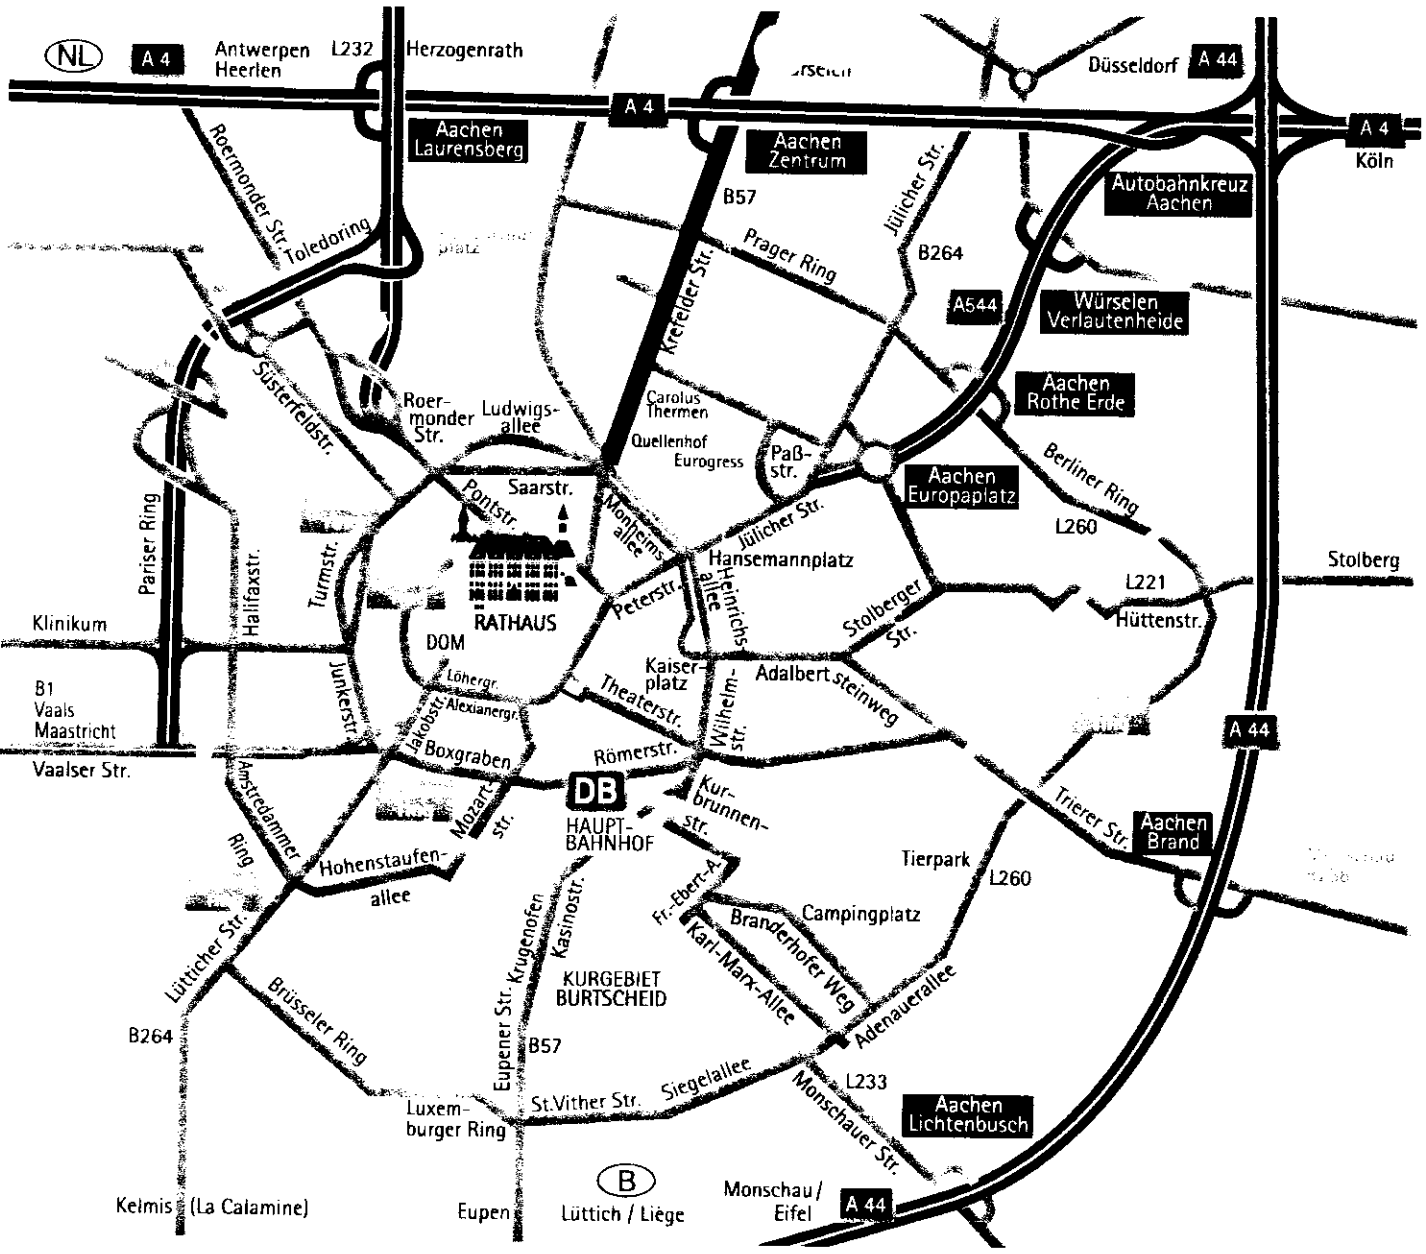 NL
A 4
Antwerpen
Heerlen
L232
Herzogenrath
Düsseldorf
A 44
A 4
A 4
Köln
Aachen
Laurensberg
Aachen
Zentrum
Autobahnkreuz
Aachen
Roermonder Str.
Toledoring
platz
B57
Jülicher Str.
B264
Prager Ring
Krefelder Str.
A544
Würselen
Verlautenheide
Aachen
Rothe Erde
Süsterfeldstr.
Roer-
monder
Str.
Ludwigs-
allee
Carolus
Thermen
Quellenhof
Eurogress
Paß-
str.
Aachen
Europaplatz
Berliner Ring
L260
Saarstr.
Pontstr.
Monheims-
allee
Jülicher Str.
Hansemannplatz
Pariser Ring
Halifaxstr.
Turmstr.
RATHAUS
Peterstr.
Heinrichs-
allee
Stolberger
Str.
L221
Stolberg
Hüttenstr.
Klinikum
DOM
Kaiser-
platz
Adalbertsteinweg
B1
Vaals
Maastricht
Vaalser Str.
Junkerstr.
Löhergr.
Alexianergr.
Jakobstr.
Theaterstr.
Wilhelm-
str.
A 44
Boxgraben
Römerstr.
DB
HAUPT-
BAHNHOF
Mozart-
str.
Kur-
brunnen-
str.
Amstredammer
Ring
Hohenstaufen-
allee
Trierer Str.
Aachen
Brand
Tierpark
L260
Lütticher Str.
Krugenofen
Kasinostr.
Fr.-Ebert-A.
Branderhofer Weg
Campingplatz
Karl-Marx-Allee
Adenauerallee
KURGEBIET
BURTSCHEID
B264
Brüsseler Ring
Eupener Str.
B57
Luxem-
burger Ring
St.Vither Str.
Siegelallee
L233
Monschauer Str.
Aachen
Lichtenbusch
B
Lüttich / Liège
Kelmis (La Calamine)
Eupen
Monschau/
Eifel
A 44